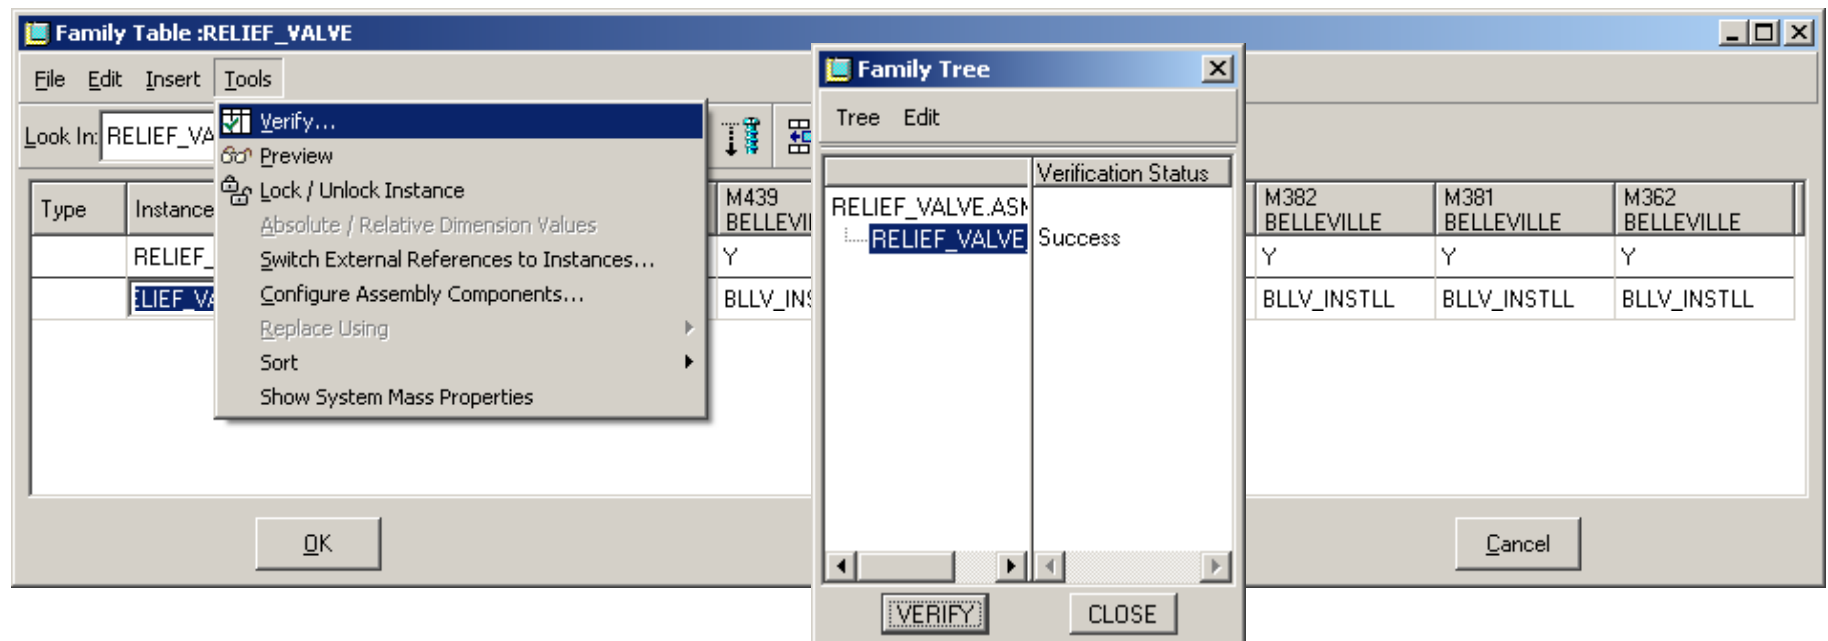 Family Table :RELIEF_VALVE
File Edit Insert Tools
Look In: RELIEF_VA
Verify...
Preview
Lock / Unlock Instance
Absolute / Relative Dimension Values
Switch External References to Instances...
Configure Assembly Components...
Replace Using
Sort
Show System Mass Properties
Type Instance M439 BELLEVI M382 BELLEVILLE M381 BELLEVILLE M362 BELLEVILLE
RELIEF_ Y Y Y Y
ELIEF_VA BLLV_INS BLLV_INSTLL BLLV_INSTLL BLLV_INSTLL
OK Cancel
Family Tree
Tree Edit
Verification Status
RELIEF_VALVE.ASM
RELIEF_VALVE_ Success
VERIFY CLOSE